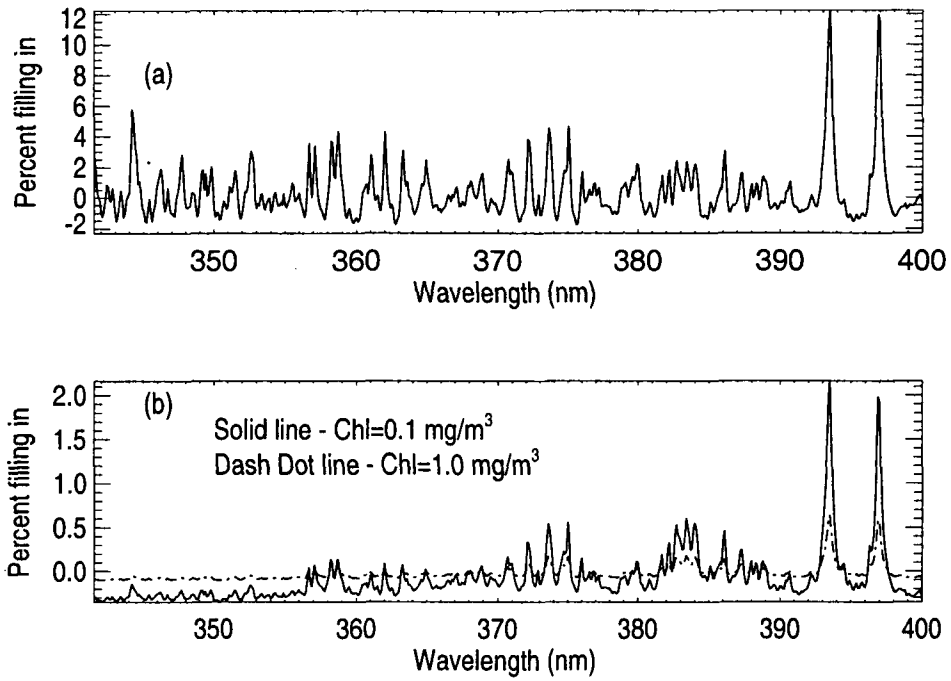 12
10
8
6
4
2
0
-2
Percent filling in
(a)
350 360 370 380 390 400
Wavelength (nm)
2.0
1.5
1.0
0.5
0.0
Percent filling in
(b)
Solid line - Chl=0.1 mg/m³
Dash Dot line - Chl=1.0 mg/m³
350 360 370 380 390 400
Wavelength (nm)